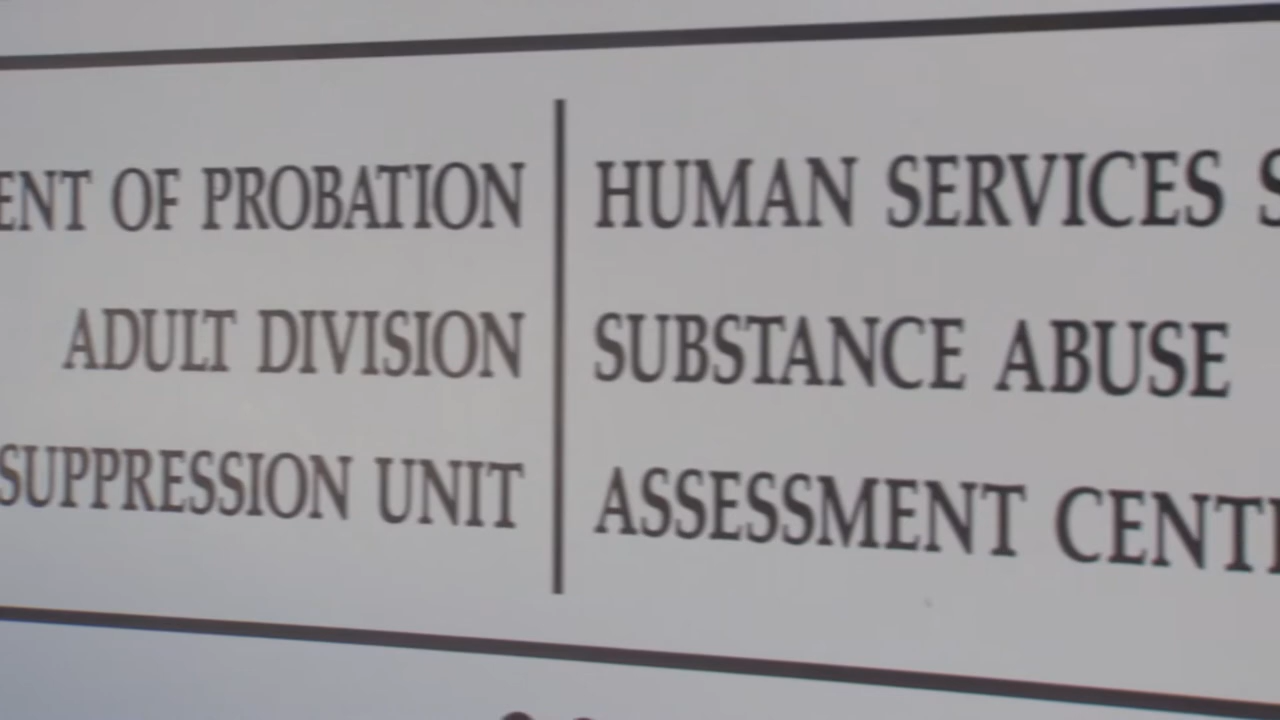 ENT OF PROBATION
ADULT DIVISION
SUPPRESSION UNIT
HUMAN SERVICES S
SUBSTANCE ABUSE
ASSESSMENT CENT